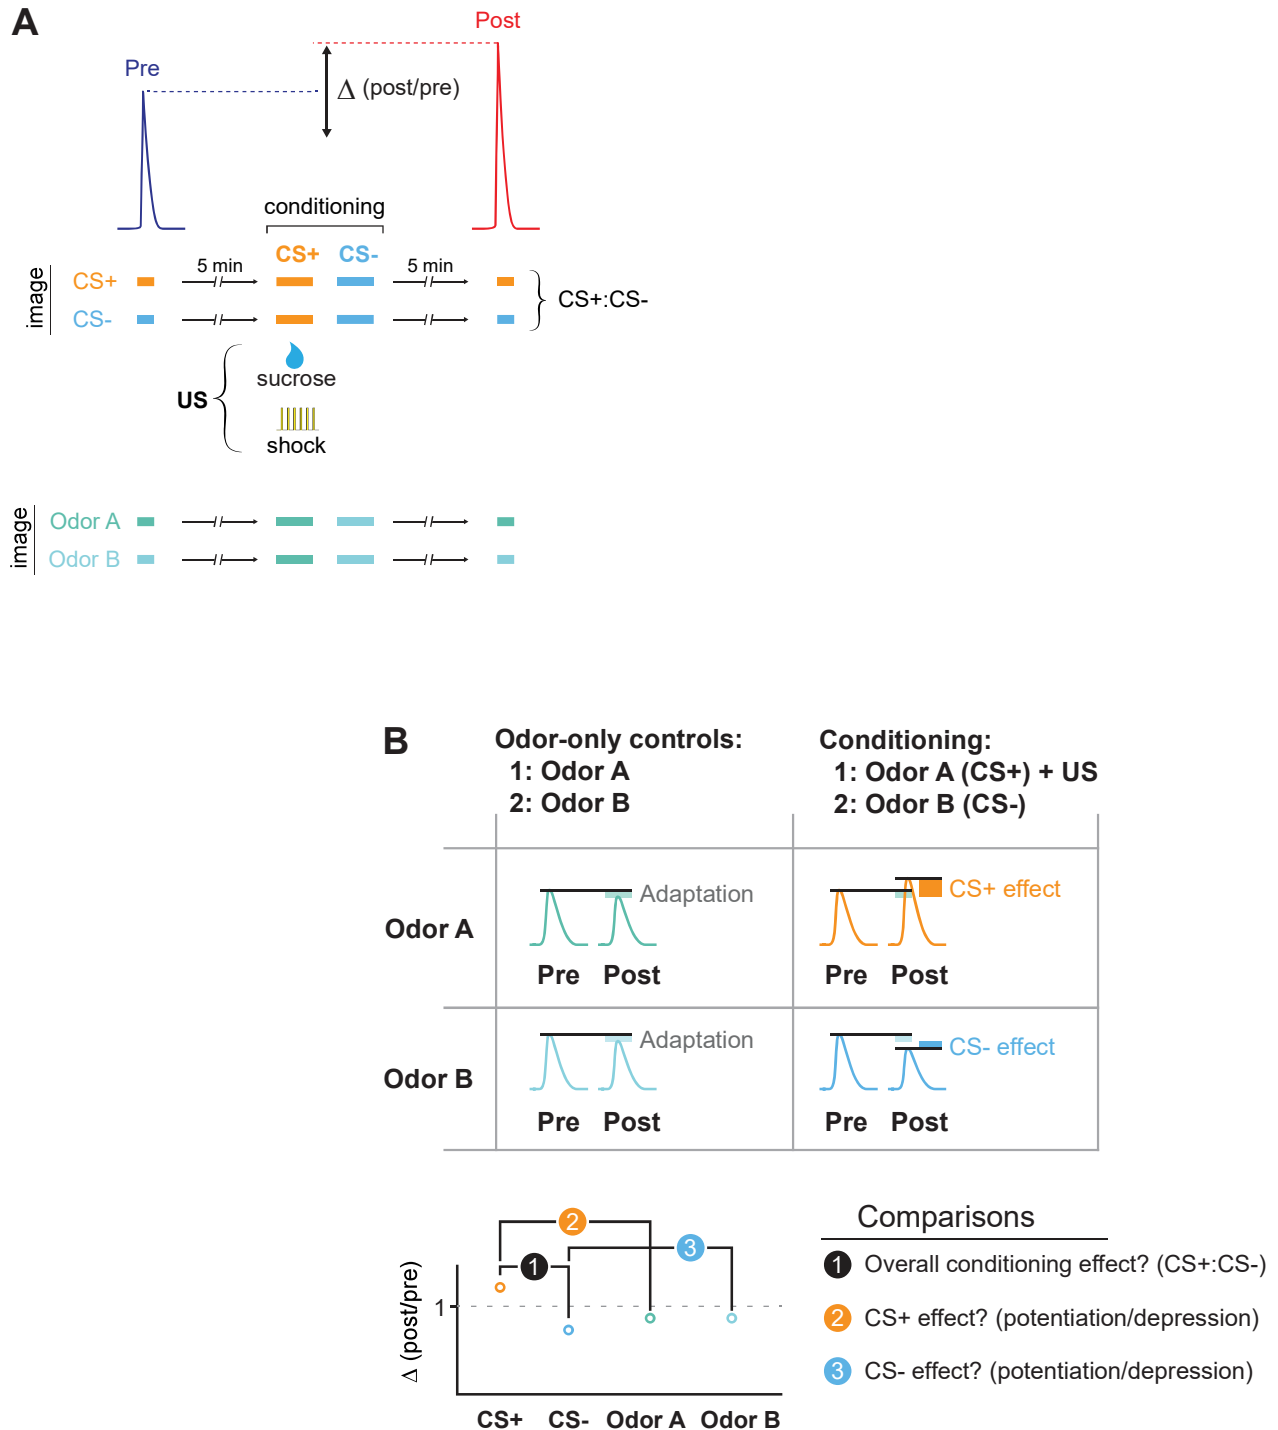 A
Post
Pre
Δ (post/pre)
conditioning
CS+ CS-
image
5 min
5 min
CS+
CS-
CS+:CS-
US
sucrose
shock
image
Odor A
Odor B
B
Odor-only controls:
1: Odor A
2: Odor B
Conditioning:
1: Odor A (CS+) + US
2: Odor B (CS-)
Odor A
Adaptation
Pre Post
CS+ effect
Pre Post
Odor B
Adaptation
Pre Post
CS- effect
Pre Post
Δ (post/pre)
1
2
3
1
CS+ CS- Odor A Odor B
Comparisons
1 Overall conditioning effect? (CS+:CS-)
2 CS+ effect? (potentiation/depression)
3 CS- effect? (potentiation/depression)